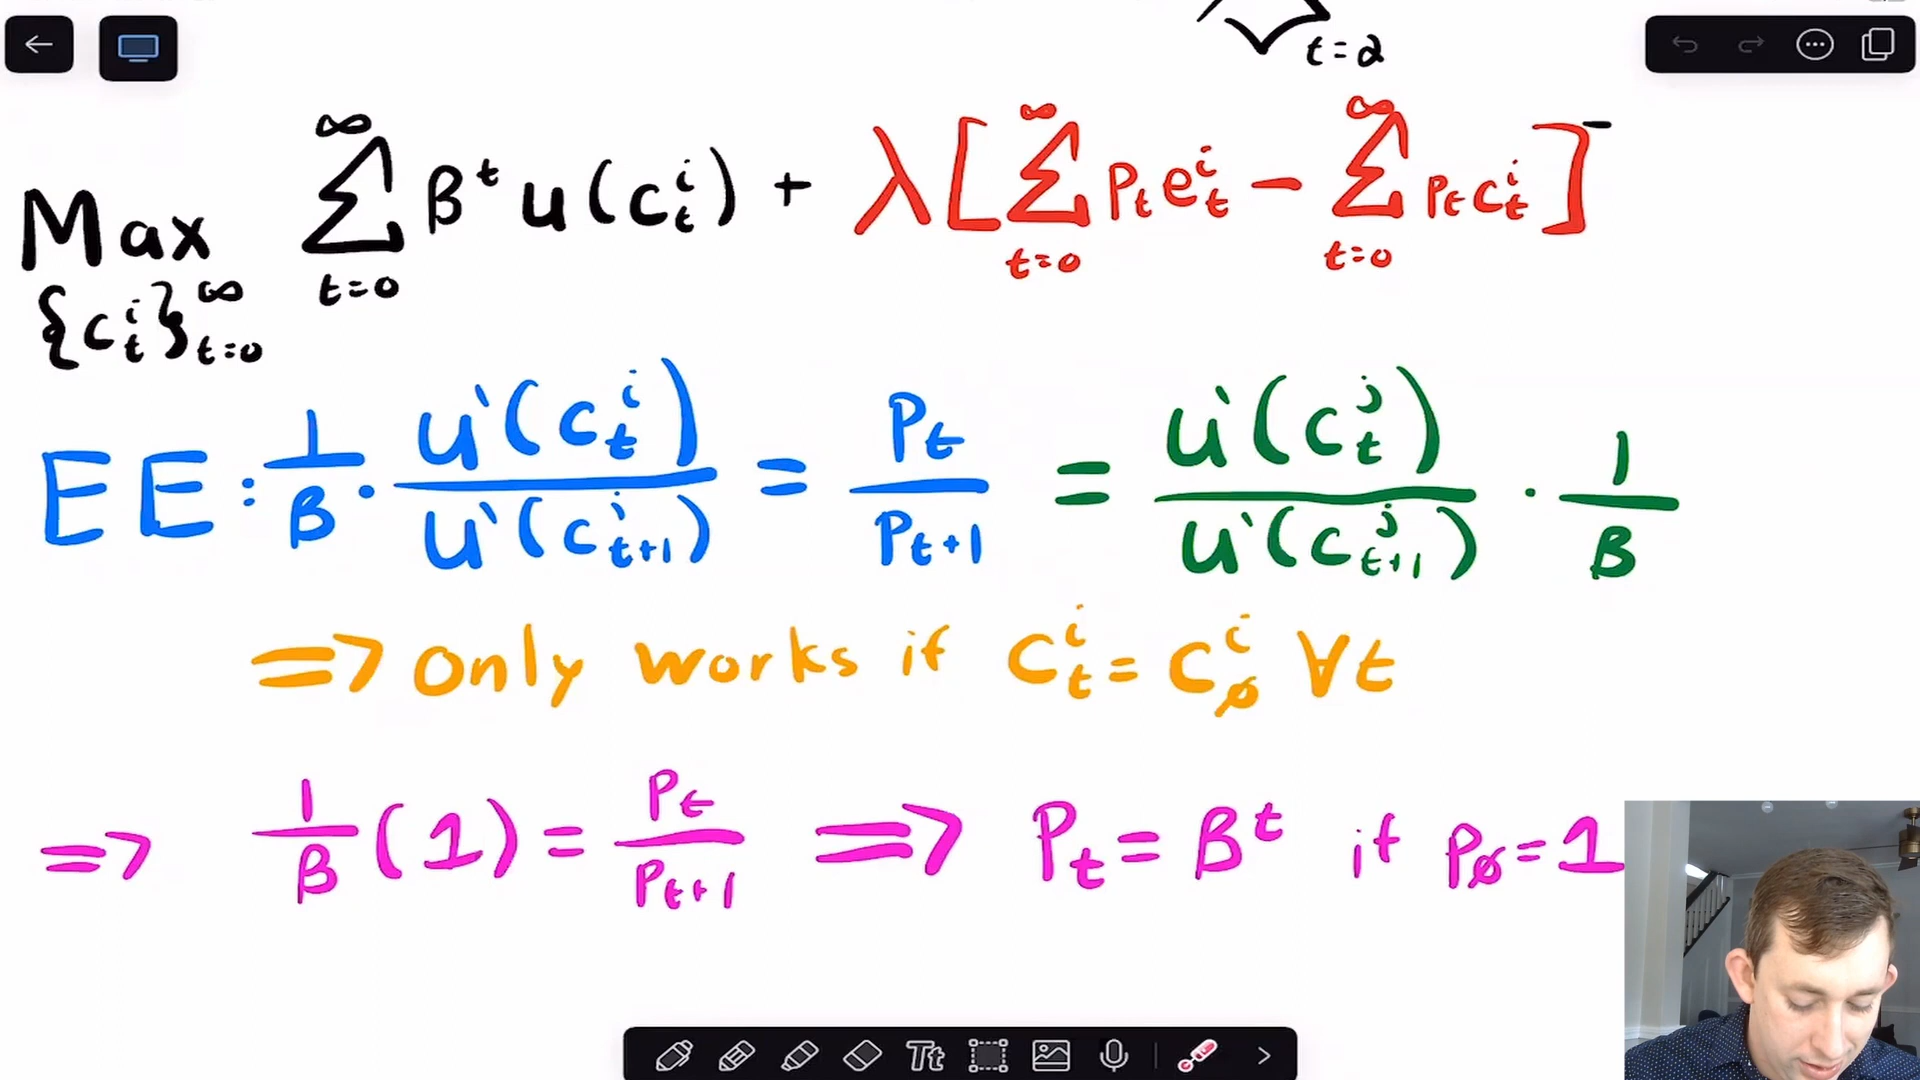 t=2
Max {c_t^i}_{t=0}^∞ ∑_{t=0}^∞ β^t u(c_t^i) + λ[∑_{t=0}^∞ p_t e_t^i − ∑_{t=0}^∞ p_t c_t^i]
EE: 1/β · u'(c_t^i)/u'(c_{t+1}^i) = p_t/p_{t+1} = u'(c_t^j)/u'(c_{t+1}^j) · 1/β
=> only works if c_t^i = c_0^i ∀t
=> 1/β (1) = p_t/p_{t+1} => p_t = β^t if p_0 = 1
Tt